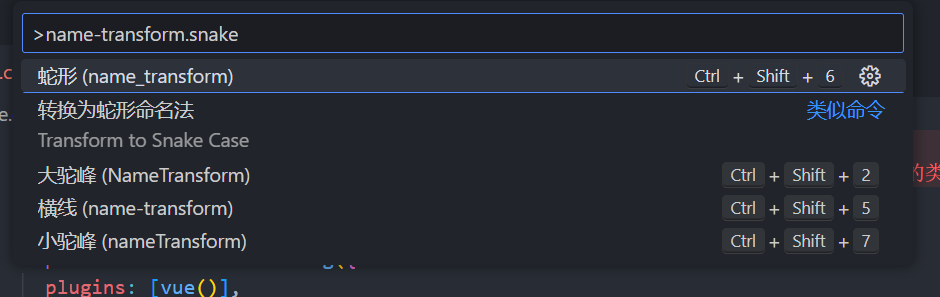 >name-transform.snake
蛇形 (name_transform) Ctrl + Shift + 6
转换为蛇形命名法 类似命令
Transform to Snake Case
大驼峰 (NameTransform) Ctrl + Shift + 2
横线 (name-transform) Ctrl + Shift + 5
小驼峰 (nameTransform) Ctrl + Shift + 7
plugins: [vue()],